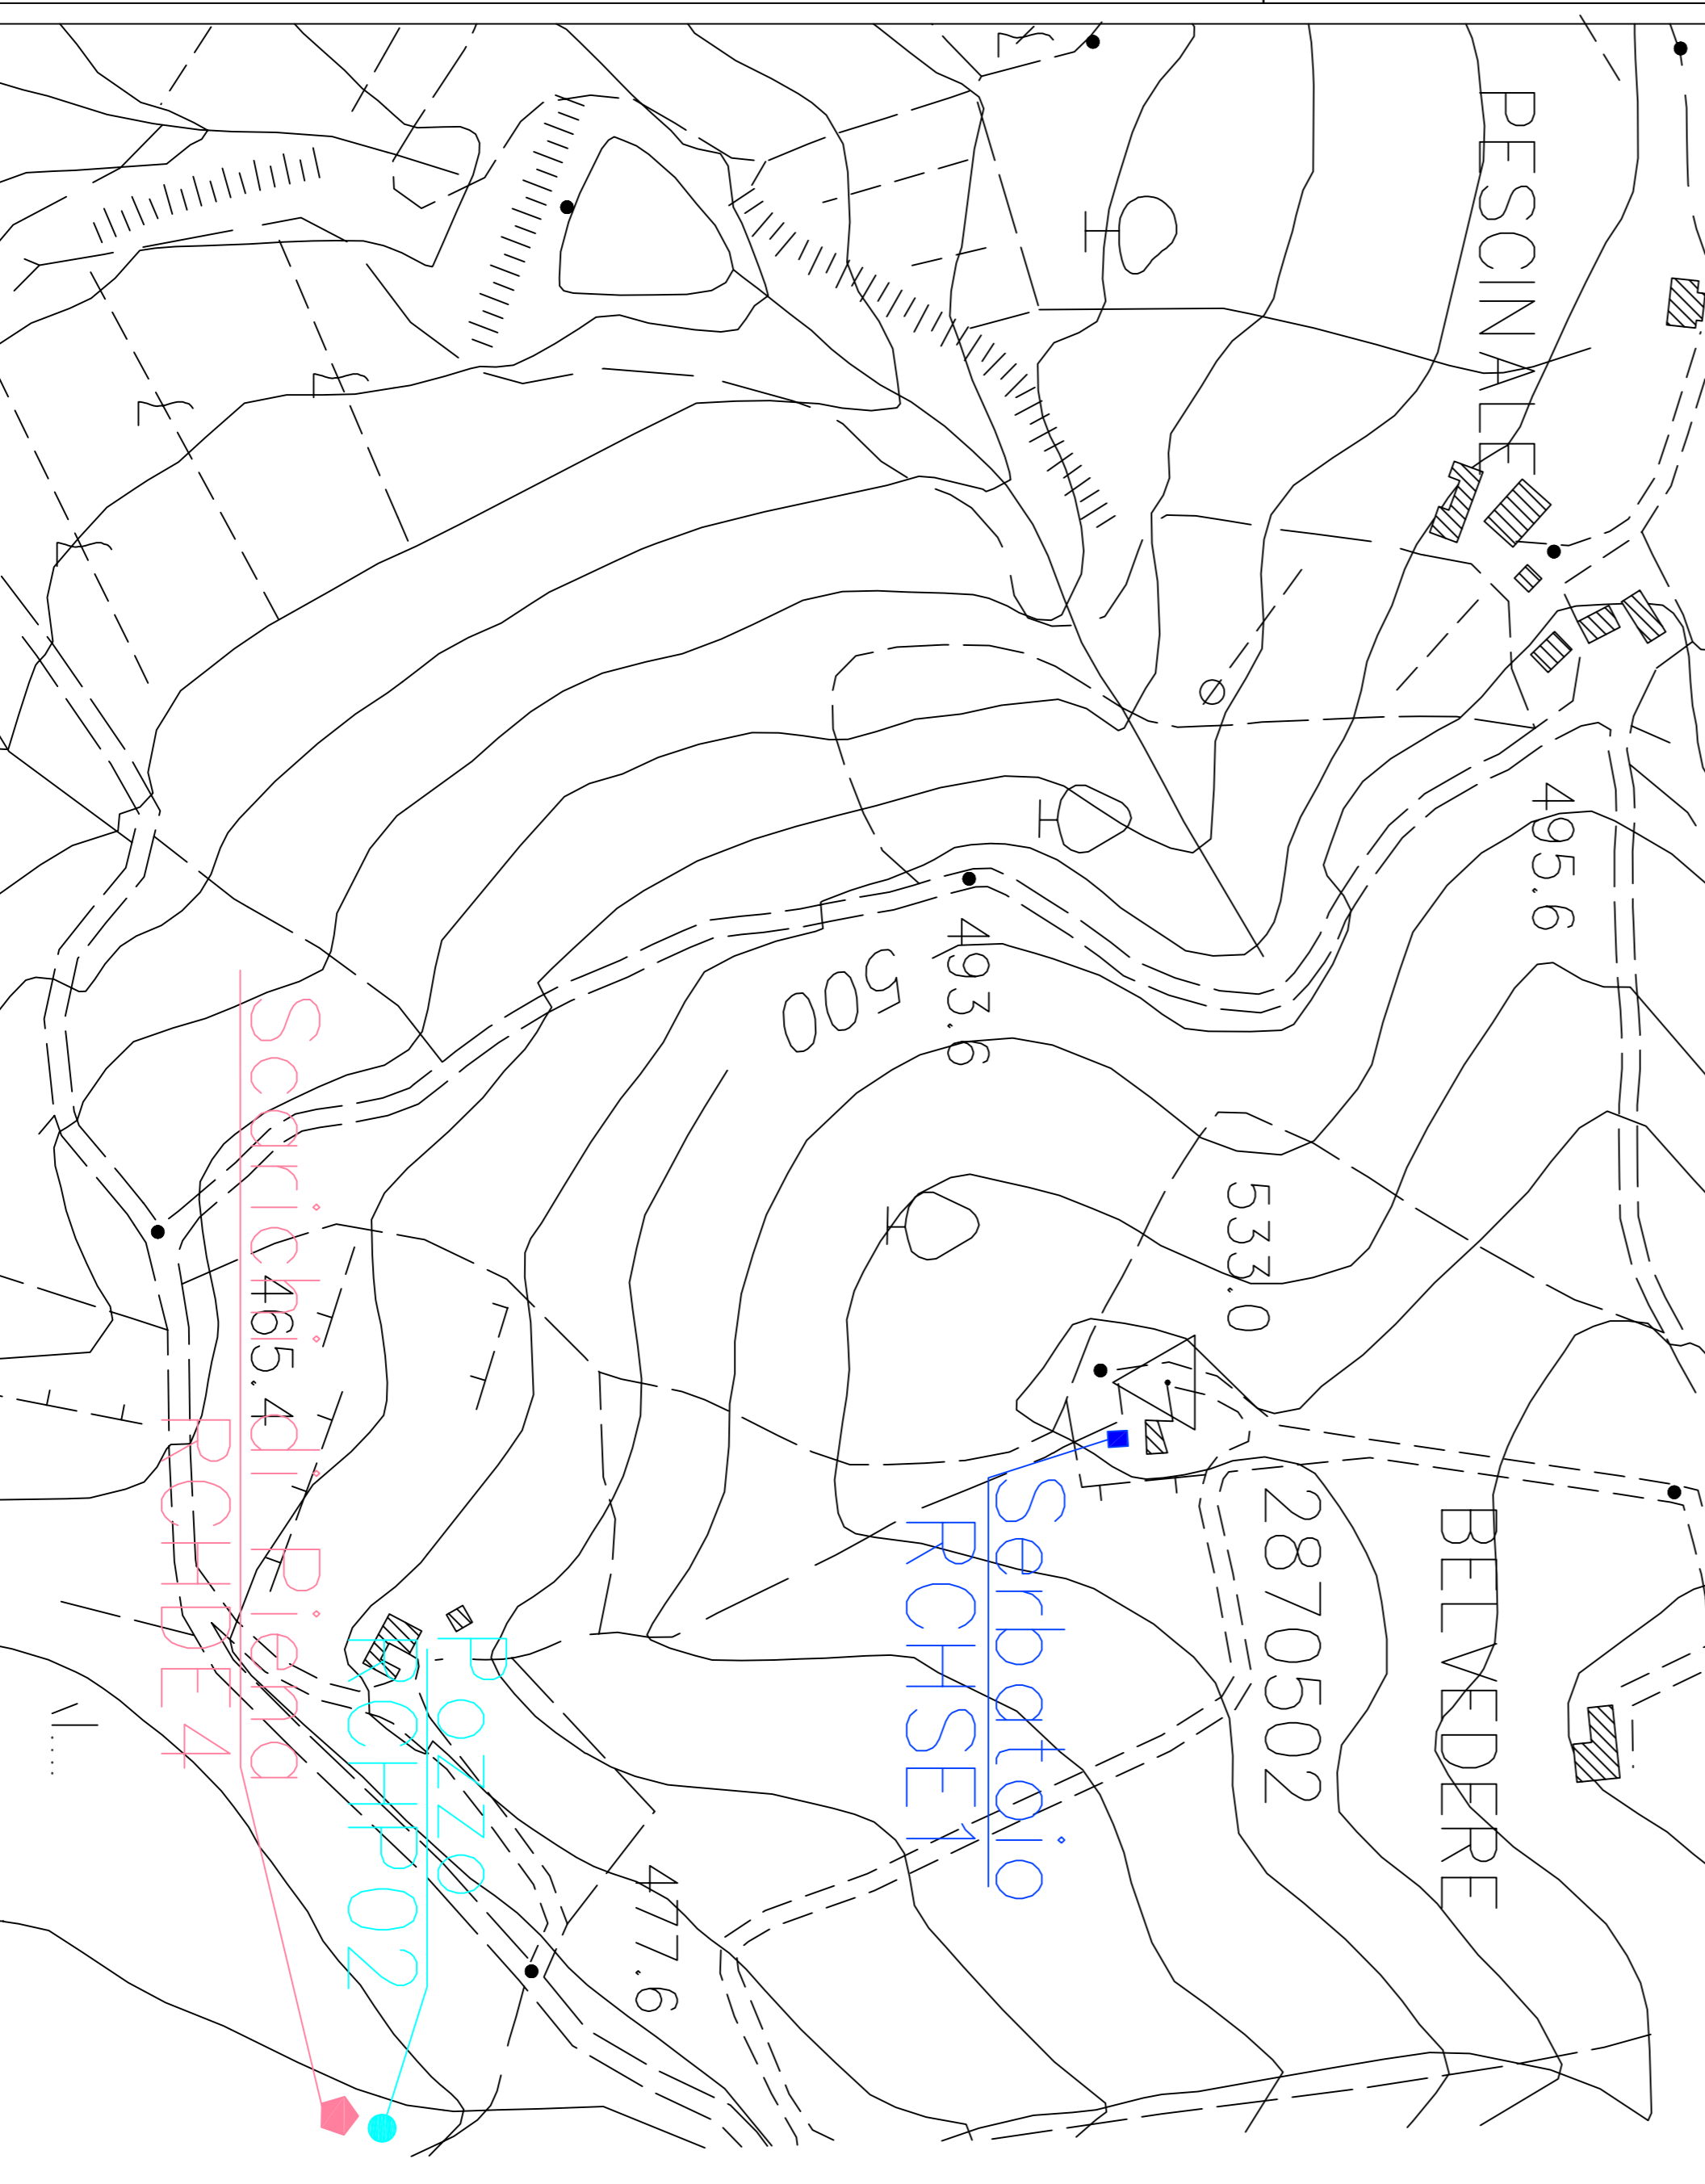 PESCINALE
495.6
493.6
500
533.0
BELVEDERE
2870502
Serbatoio
RCHSE1
477.6
Pozzo
RCHP02
Scarichi di Piena
RCHDE4
465.4